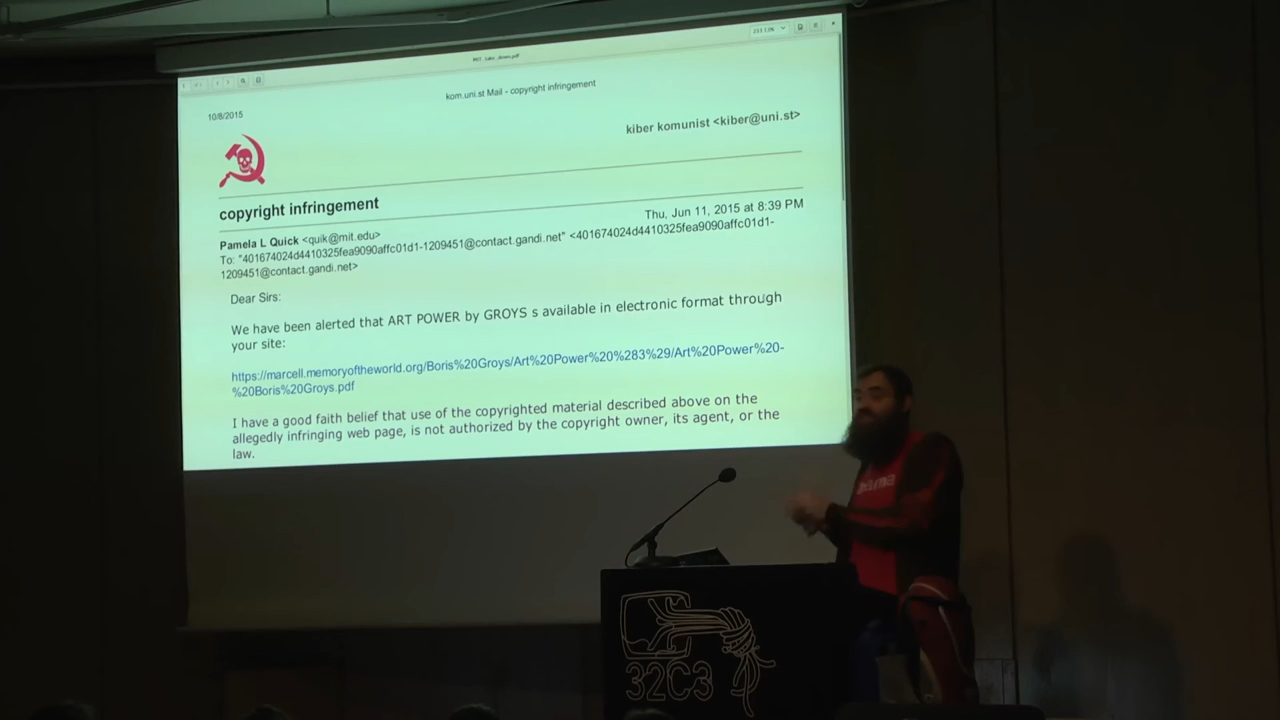 10/8/2015
kom.uni.st Mail - copyright infringement
kiber komunist <kiber@uni.st>
copyright infringement
Pamela L Quick <quik@mit.edu>
Thu, Jun 11, 2015 at 8:39 PM
To: "401674024d4410325fea9090affc01d1-1209451@contact.gandi.net" <401674024d4410325fea9090affc01d1-
1209451@contact.gandi.net>
Dear Sirs:
We have been alerted that ART POWER by GROYS s available in electronic format through
your site:
https://marcell.memoryoftheworld.org/Boris%20Groys/Art%20Power%20%283%29/Art%20Power%20-
%20Boris%20Groys.pdf
I have a good faith belief that use of the copyrighted material described above on the
allegedly infringing web page, is not authorized by the copyright owner, its agent, or the
law.
32C3